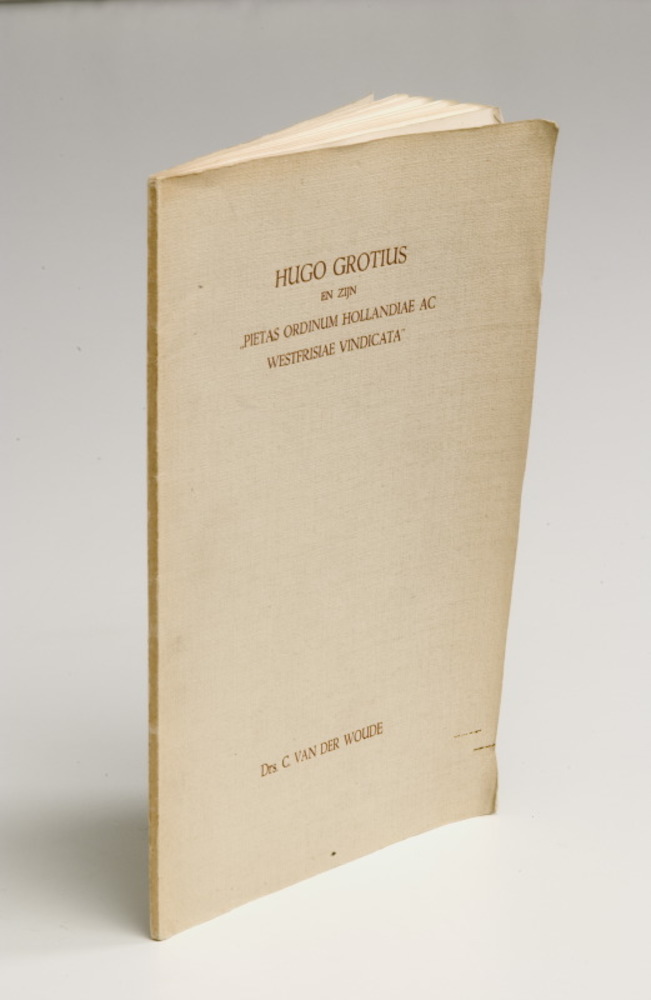 HUGO GROTIUS
EN ZIJN
„PIETAS ORDINUM HOLLANDIAE AC
WESTFRISIAE VINDICATA”
Drs. C. VAN DER WOUDE